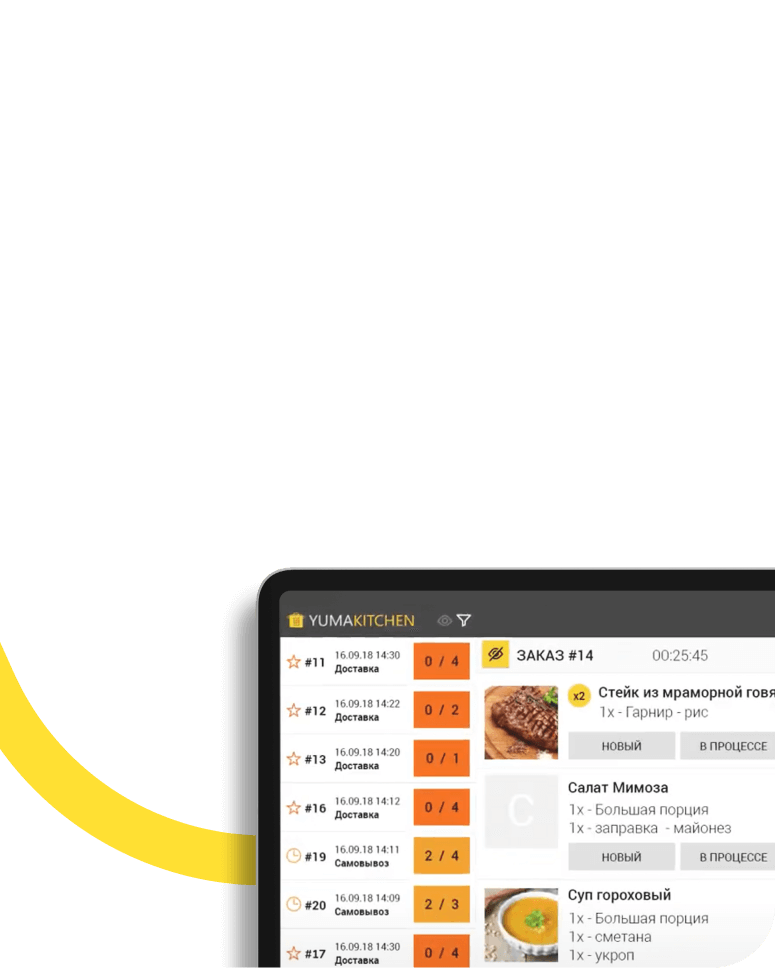 YUMAKITCHEN
#11 16.09.18 14:30 Доставка 0 / 4
#12 16.09.18 14:22 Доставка 0 / 2
#13 16.09.18 14:20 Доставка 0 / 1
#16 16.09.18 14:12 Доставка 0 / 4
#19 16.09.18 14:11 Самовывоз 2 / 4
#20 16.09.18 14:09 Самовывоз 2 / 3
#17 16.09.18 14:30 Доставка 0 / 4
ЗАКАЗ #14 00:25:45
x2 Стейк из мраморной говя
1x - Гарнир - рис
НОВЫЙ В ПРОЦЕССЕ
С
Салат Мимоза
1x - Большая порция
1x - заправка - майонез
НОВЫЙ В ПРОЦЕССЕ
Суп гороховый
1x - Большая порция
1x - сметана
1x - укроп